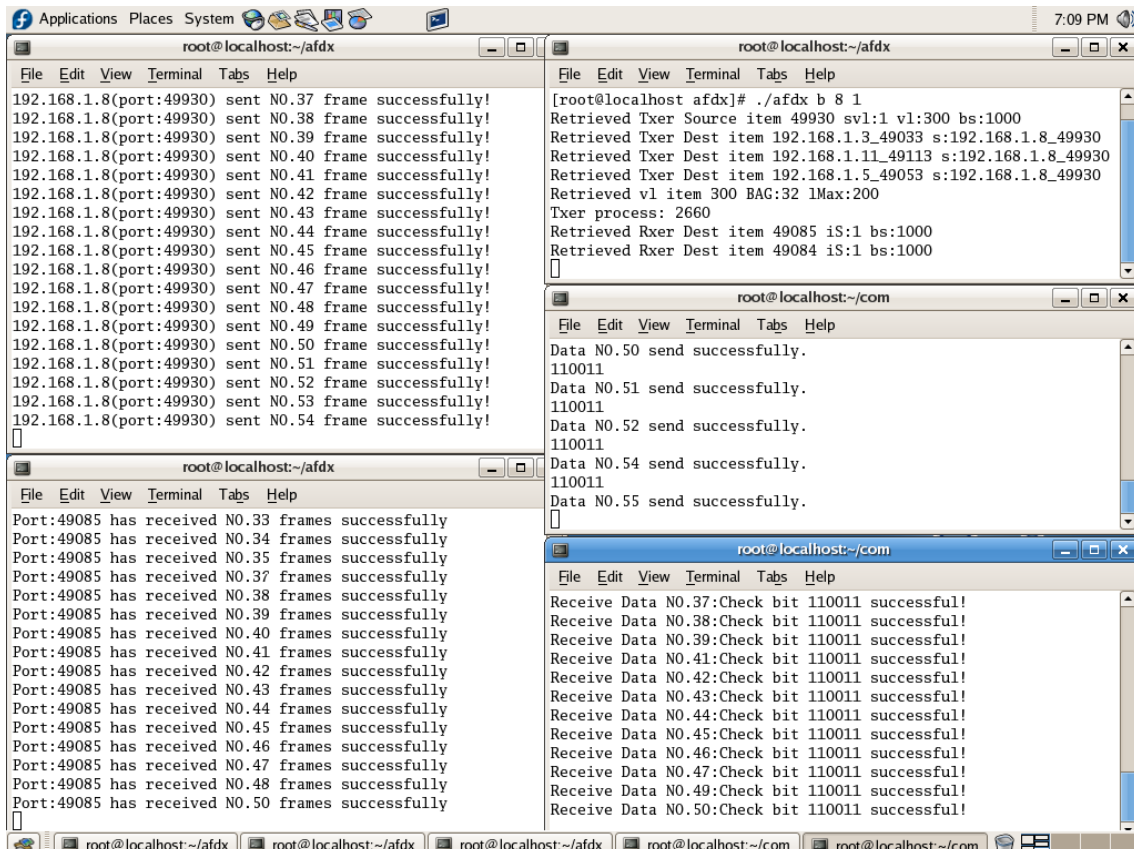 Applications Places System
7:09 PM
root@localhost:~/afdx
File Edit View Terminal Tabs Help
192.168.1.8(port:49930) sent NO.37 frame successfully!
192.168.1.8(port:49930) sent NO.38 frame successfully!
192.168.1.8(port:49930) sent NO.39 frame successfully!
192.168.1.8(port:49930) sent NO.40 frame successfully!
192.168.1.8(port:49930) sent NO.41 frame successfully!
192.168.1.8(port:49930) sent NO.42 frame successfully!
192.168.1.8(port:49930) sent NO.43 frame successfully!
192.168.1.8(port:49930) sent NO.44 frame successfully!
192.168.1.8(port:49930) sent NO.45 frame successfully!
192.168.1.8(port:49930) sent NO.46 frame successfully!
192.168.1.8(port:49930) sent NO.47 frame successfully!
192.168.1.8(port:49930) sent NO.48 frame successfully!
192.168.1.8(port:49930) sent NO.49 frame successfully!
192.168.1.8(port:49930) sent NO.50 frame successfully!
192.168.1.8(port:49930) sent NO.51 frame successfully!
192.168.1.8(port:49930) sent NO.52 frame successfully!
192.168.1.8(port:49930) sent NO.53 frame successfully!
192.168.1.8(port:49930) sent NO.54 frame successfully!
root@localhost:~/afdx
File Edit View Terminal Tabs Help
Port:49085 has received NO.33 frames successfully
Port:49085 has received NO.34 frames successfully
Port:49085 has received NO.35 frames successfully
Port:49085 has received NO.37 frames successfully
Port:49085 has received NO.38 frames successfully
Port:49085 has received NO.39 frames successfully
Port:49085 has received NO.40 frames successfully
Port:49085 has received NO.41 frames successfully
Port:49085 has received NO.42 frames successfully
Port:49085 has received NO.43 frames successfully
Port:49085 has received NO.44 frames successfully
Port:49085 has received NO.45 frames successfully
Port:49085 has received NO.46 frames successfully
Port:49085 has received NO.47 frames successfully
Port:49085 has received NO.48 frames successfully
Port:49085 has received NO.50 frames successfully
root@localhost:~/afdx
File Edit View Terminal Tabs Help
[root@localhost afdx]# ./afdx b 8 1
Retrieved Txer Source item 49930 svl:1 vl:300 bs:1000
Retrieved Txer Dest item 192.168.1.3_49033 s:192.168.1.8_49930
Retrieved Txer Dest item 192.168.1.11_49113 s:192.168.1.8_49930
Retrieved Txer Dest item 192.168.1.5_49053 s:192.168.1.8_49930
Retrieved vl item 300 BAG:32 lMax:200
Txer process: 2660
Retrieved Rxer Dest item 49085 iS:1 bs:1000
Retrieved Rxer Dest item 49084 iS:1 bs:1000
root@localhost:~/com
File Edit View Terminal Tabs Help
Data NO.50 send successfully.
110011
Data NO.51 send successfully.
110011
Data NO.52 send successfully.
110011
Data NO.54 send successfully.
110011
Data NO.55 send successfully.
root@localhost:~/com
File Edit View Terminal Tabs Help
Receive Data NO.37:Check bit 110011 successful!
Receive Data NO.38:Check bit 110011 successful!
Receive Data NO.39:Check bit 110011 successful!
Receive Data NO.41:Check bit 110011 successful!
Receive Data NO.42:Check bit 110011 successful!
Receive Data NO.43:Check bit 110011 successful!
Receive Data NO.44:Check bit 110011 successful!
Receive Data NO.45:Check bit 110011 successful!
Receive Data NO.46:Check bit 110011 successful!
Receive Data NO.47:Check bit 110011 successful!
Receive Data NO.49:Check bit 110011 successful!
Receive Data NO.50:Check bit 110011 successful!
root@localhost:~/afdx root@localhost:~/afdx root@localhost:~/afdx root@localhost:~/com root@localhost:~/com